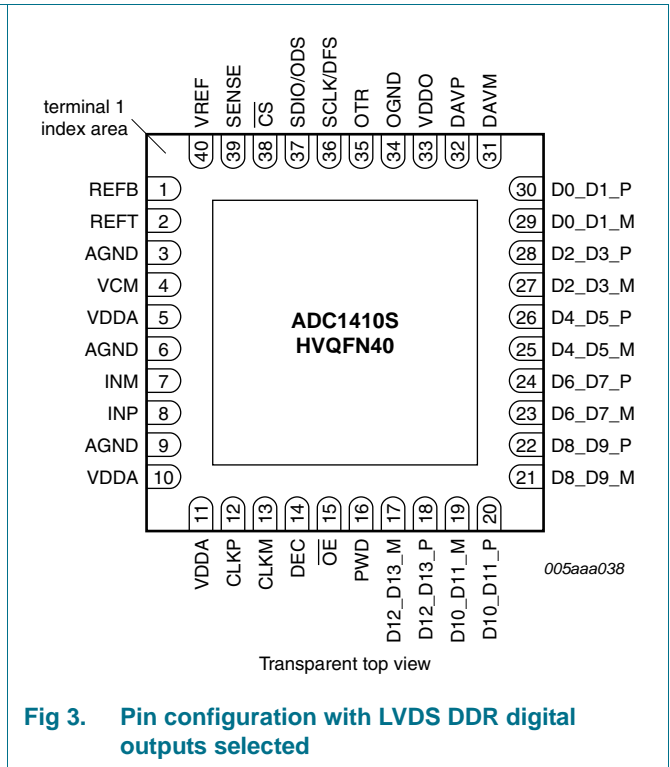 terminal 1
index area
VREF
SENSE
CS
SDIO/ODS
SCLK/DFS
OTR
OGND
VDDO
DAVP
DAVM
40
39
38
37
36
35
34
33
32
31
REFB 1
REFT 2
AGND 3
VCM 4
VDDA 5
AGND 6
INM 7
INP 8
AGND 9
VDDA 10
ADC1410S
HVQFN40
30 D0_D1_P
29 D0_D1_M
28 D2_D3_P
27 D2_D3_M
26 D4_D5_P
25 D4_D5_M
24 D6_D7_P
23 D6_D7_M
22 D8_D9_P
21 D8_D9_M
11
12
13
14
15
16
17
18
19
20
VDDA
CLKP
CLKM
DEC
OE
PWD
D12_D13_M
D12_D13_P
D10_D11_M
D10_D11_P
005aaa038
Transparent top view
Fig 3. Pin configuration with LVDS DDR digital
outputs selected